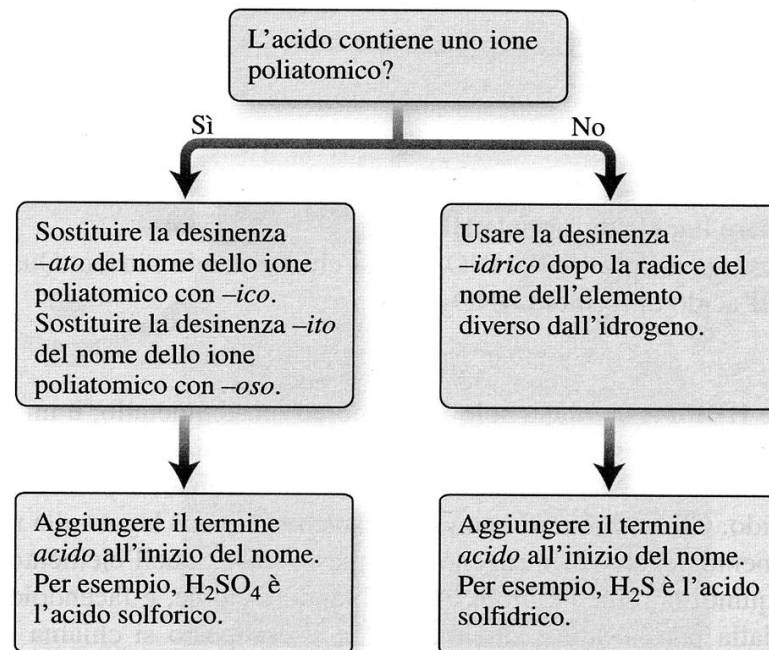 L'acido contiene uno ione
poliatomico?
Sì
No
Sostituire la desinenza
–ato del nome dello ione
poliatomico con –ico.
Sostituire la desinenza –ito
del nome dello ione
poliatomico con –oso.
Usare la desinenza
–idrico dopo la radice del
nome dell'elemento
diverso dall'idrogeno.
Aggiungere il termine
acido all'inizio del nome.
Per esempio, H₂SO₄ è
l'acido solforico.
Aggiungere il termine
acido all'inizio del nome.
Per esempio, H₂S è l'acido
solfidrico.